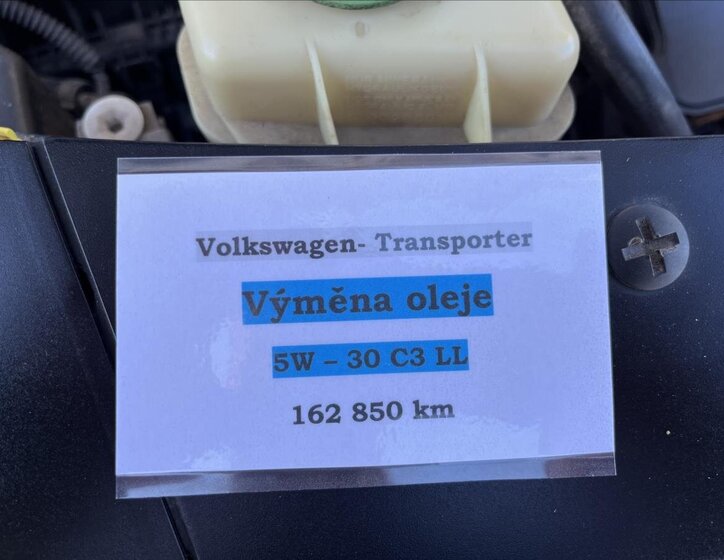 Volkswagen- Transporter
Výměna oleje
5W – 30 C3 LL
162 850 km